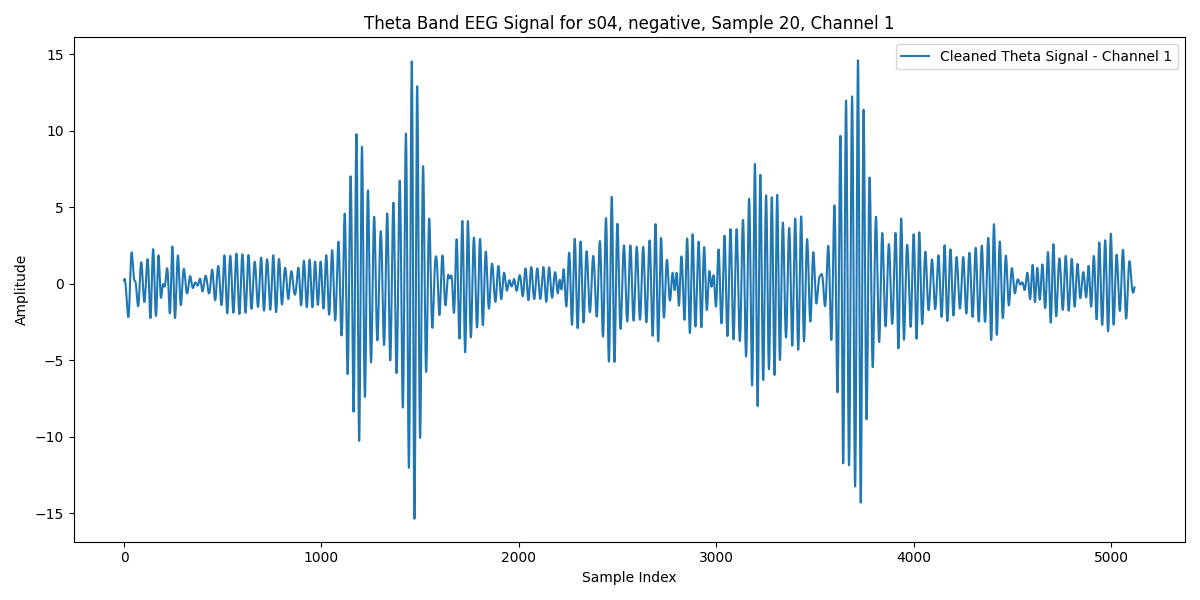 Theta Band EEG Signal for s04, negative, Sample 20, Channel 1
Cleaned Theta Signal - Channel 1
Amplitude
15
10
5
0
−5
−10
−15
0 1000 2000 3000 4000 5000
Sample Index